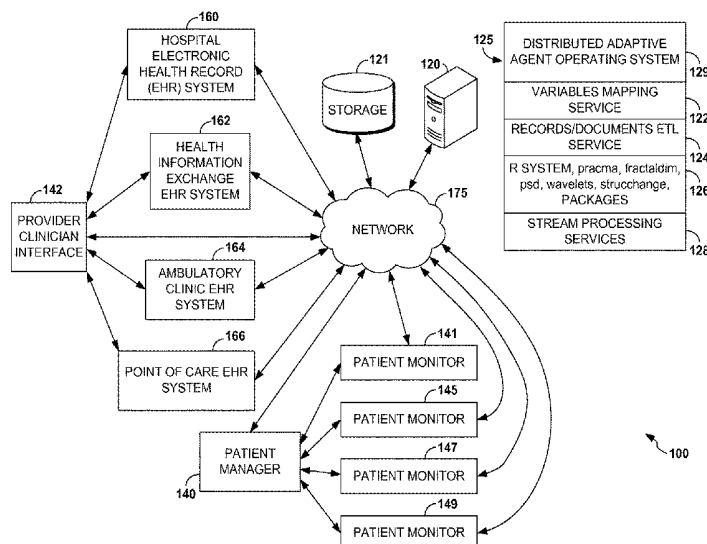 160
HOSPITAL
ELECTRONIC
HEALTH RECORD
(EHR) SYSTEM
162
HEALTH
INFORMATION
EXCHANGE
EHR SYSTEM
142
PROVIDER
CLINICIAN
INTERFACE
164
AMBULATORY
CLINIC EHR
SYSTEM
166
POINT OF CARE EHR
SYSTEM
121
STORAGE
120
175
NETWORK
125
DISTRIBUTED ADAPTIVE
AGENT OPERATING SYSTEM
129
VARIABLES MAPPING
SERVICE
122
RECORDS/DOCUMENTS ETL
SERVICE
124
R SYSTEM, pracma, fractaldim,
psd, wavelets, strucchange,
PACKAGES
126
STREAM PROCESSING
SERVICES
128
141
PATIENT MONITOR
145
PATIENT MONITOR
147
PATIENT MONITOR
149
PATIENT MONITOR
PATIENT
MANAGER
140
100